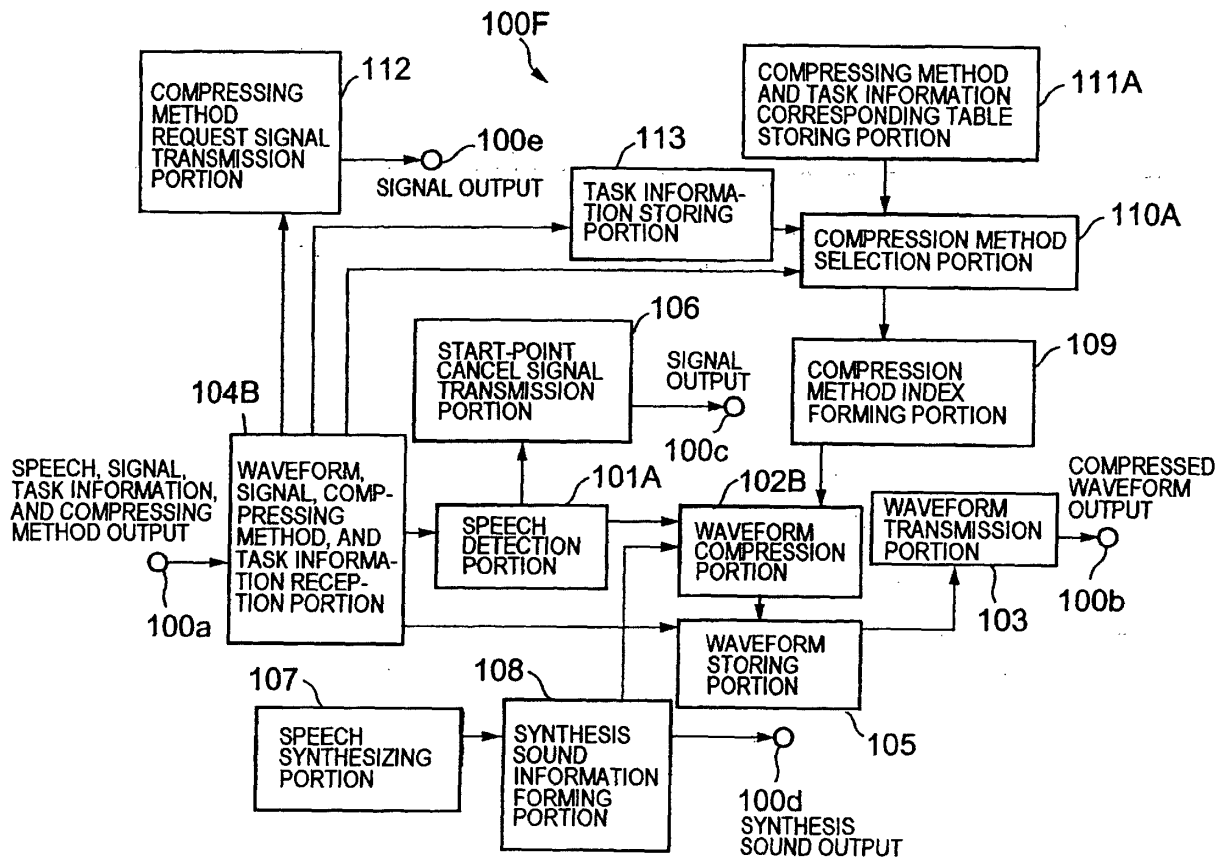 100F
112
COMPRESSING
METHOD
REQUEST SIGNAL
TRANSMISSION
PORTION
100e
SIGNAL OUTPUT
COMPRESSING METHOD
AND TASK INFORMATION
CORRESPONDING TABLE
STORING PORTION
111A
113
TASK INFORMA-
TION STORING
PORTION
110A
COMPRESSION METHOD
SELECTION PORTION
106
START-POINT
CANCEL SIGNAL
TRANSMISSION
PORTION
SIGNAL
OUTPUT
100c
109
COMPRESSION
METHOD INDEX
FORMING PORTION
104B
SPEECH, SIGNAL,
TASK INFORMATION,
AND COMPRESSING
METHOD OUTPUT
100a
WAVEFORM,
SIGNAL, COMP-
PRESSING
METHOD, AND
TASK INFORMA-
TION RECEP-
TION PORTION
101A
SPEECH
DETECTION
PORTION
102B
WAVEFORM
COMPRESSION
PORTION
COMPRESSED
WAVEFORM
OUTPUT
WAVEFORM
TRANSMISSION
PORTION
103
100b
WAVEFORM
STORING
PORTION
105
107
SPEECH
SYNTHESIZING
PORTION
108
SYNTHESIS
SOUND
INFORMATION
FORMING
PORTION
100d
SYNTHESIS
SOUND OUTPUT